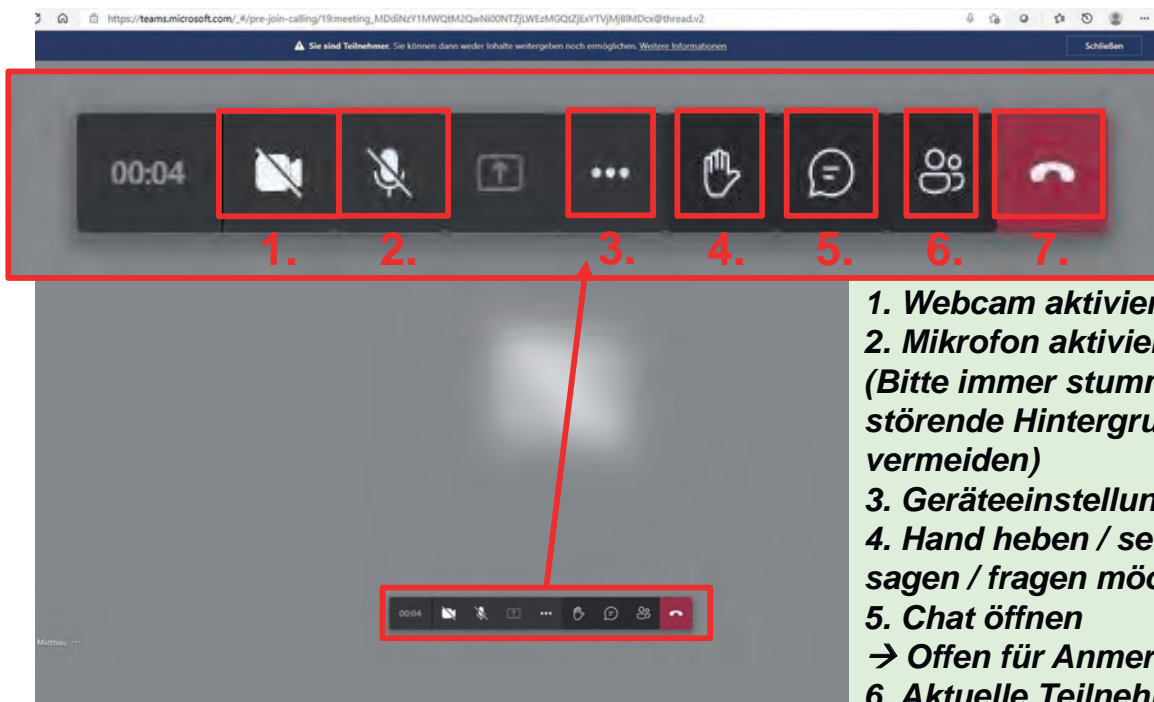 https://teams.microsoft.com/_#/pre-join-calling/19:meeting_MDdiNzY1MWQtM2QwNi00NTZjLWEzMGQtZjExYTVjMjBlMDcx@thread.v2
Sie sind Teilnehmer. Sie können dann weder Inhalte weitergeben noch ermöglichen. Weitere Informationen
Schließen
00:04
1. 2. 3. 4. 5. 6. 7.
1. Webcam aktivier
2. Mikrofon aktivie
(Bitte immer stumm
störende Hintergru
vermeiden)
3. Geräteeinstellun
4. Hand heben / se
sagen / fragen möc
5. Chat öffnen
→ Offen für Anmer
6. Aktuelle Teilneh
00:04
Matthias